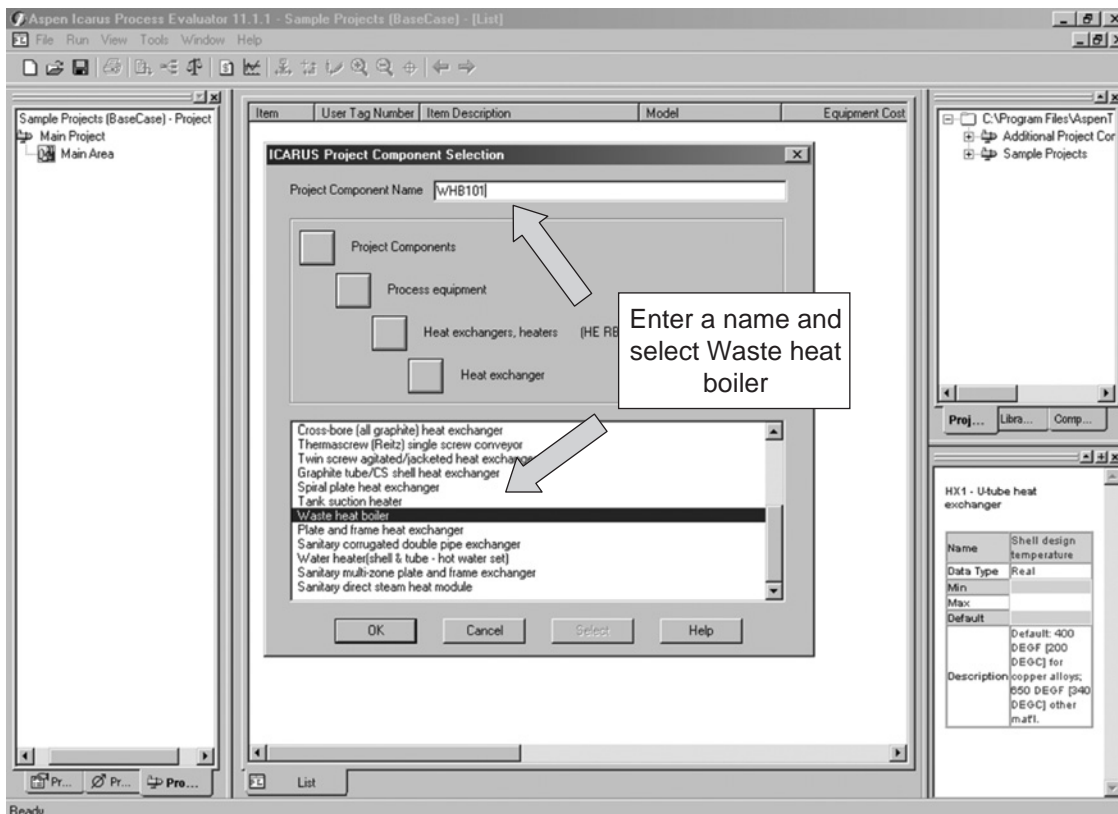 Aspen Icarus Process Evaluator 11.1.1 - Sample Projects (BaseCase) - [List]
File Run View Tools Window Help
Sample Projects (BaseCase) - Project
Main Project
Main Area
Item User Tag Number Item Description Model Equipment Cost
ICARUS Project Component Selection
Project Component Name WHB101
Project Components
Process equipment
Heat exchangers, heaters (HE RB
Heat exchanger
Enter a name and
select Waste heat
boiler
Cross-bore (all graphite) heat exchanger
Thermascrew (Reitz) single screw conveyor
Twin screw agitated/jacketed heat exchange
Graphite tube/CS shell heat exchanger
Spiral plate heat exchanger
Tank suction heater
Waste heat boiler
Plate and frame heat exchanger
Sanitary corrugated double pipe exchanger
Water heater(shell & tube - hot water set)
Sanitary multi-zone plate and frame exchanger
Sanitary direct steam heat module
OK Cancel Select Help
C:\Program Files\AspenT
Additional Project Cor
Sample Projects
Proj... Libra... Comp...
HX1 - U-tube heat
exchanger
Name Shell design
temperature
Data Type Real
Min
Max
Default
Description Default: 400
DEGF [200
DEGC] for
copper alloys;
650 DEGF [340
DEGC] other
mat'l.
Pr... Pr... Pro...
List
Ready